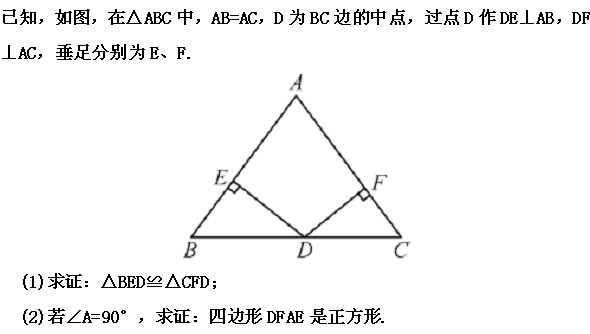 己知，如图，在△ABC中，AB=AC，D为BC边的中点，过点D作DE⊥AB，DF
⊥AC，垂足分别为E、F.
A
E
F
B
D
C
(1)求证：△BED≌△CFD；
(2)若∠A=90°，求证：四边形DFAE是正方形.